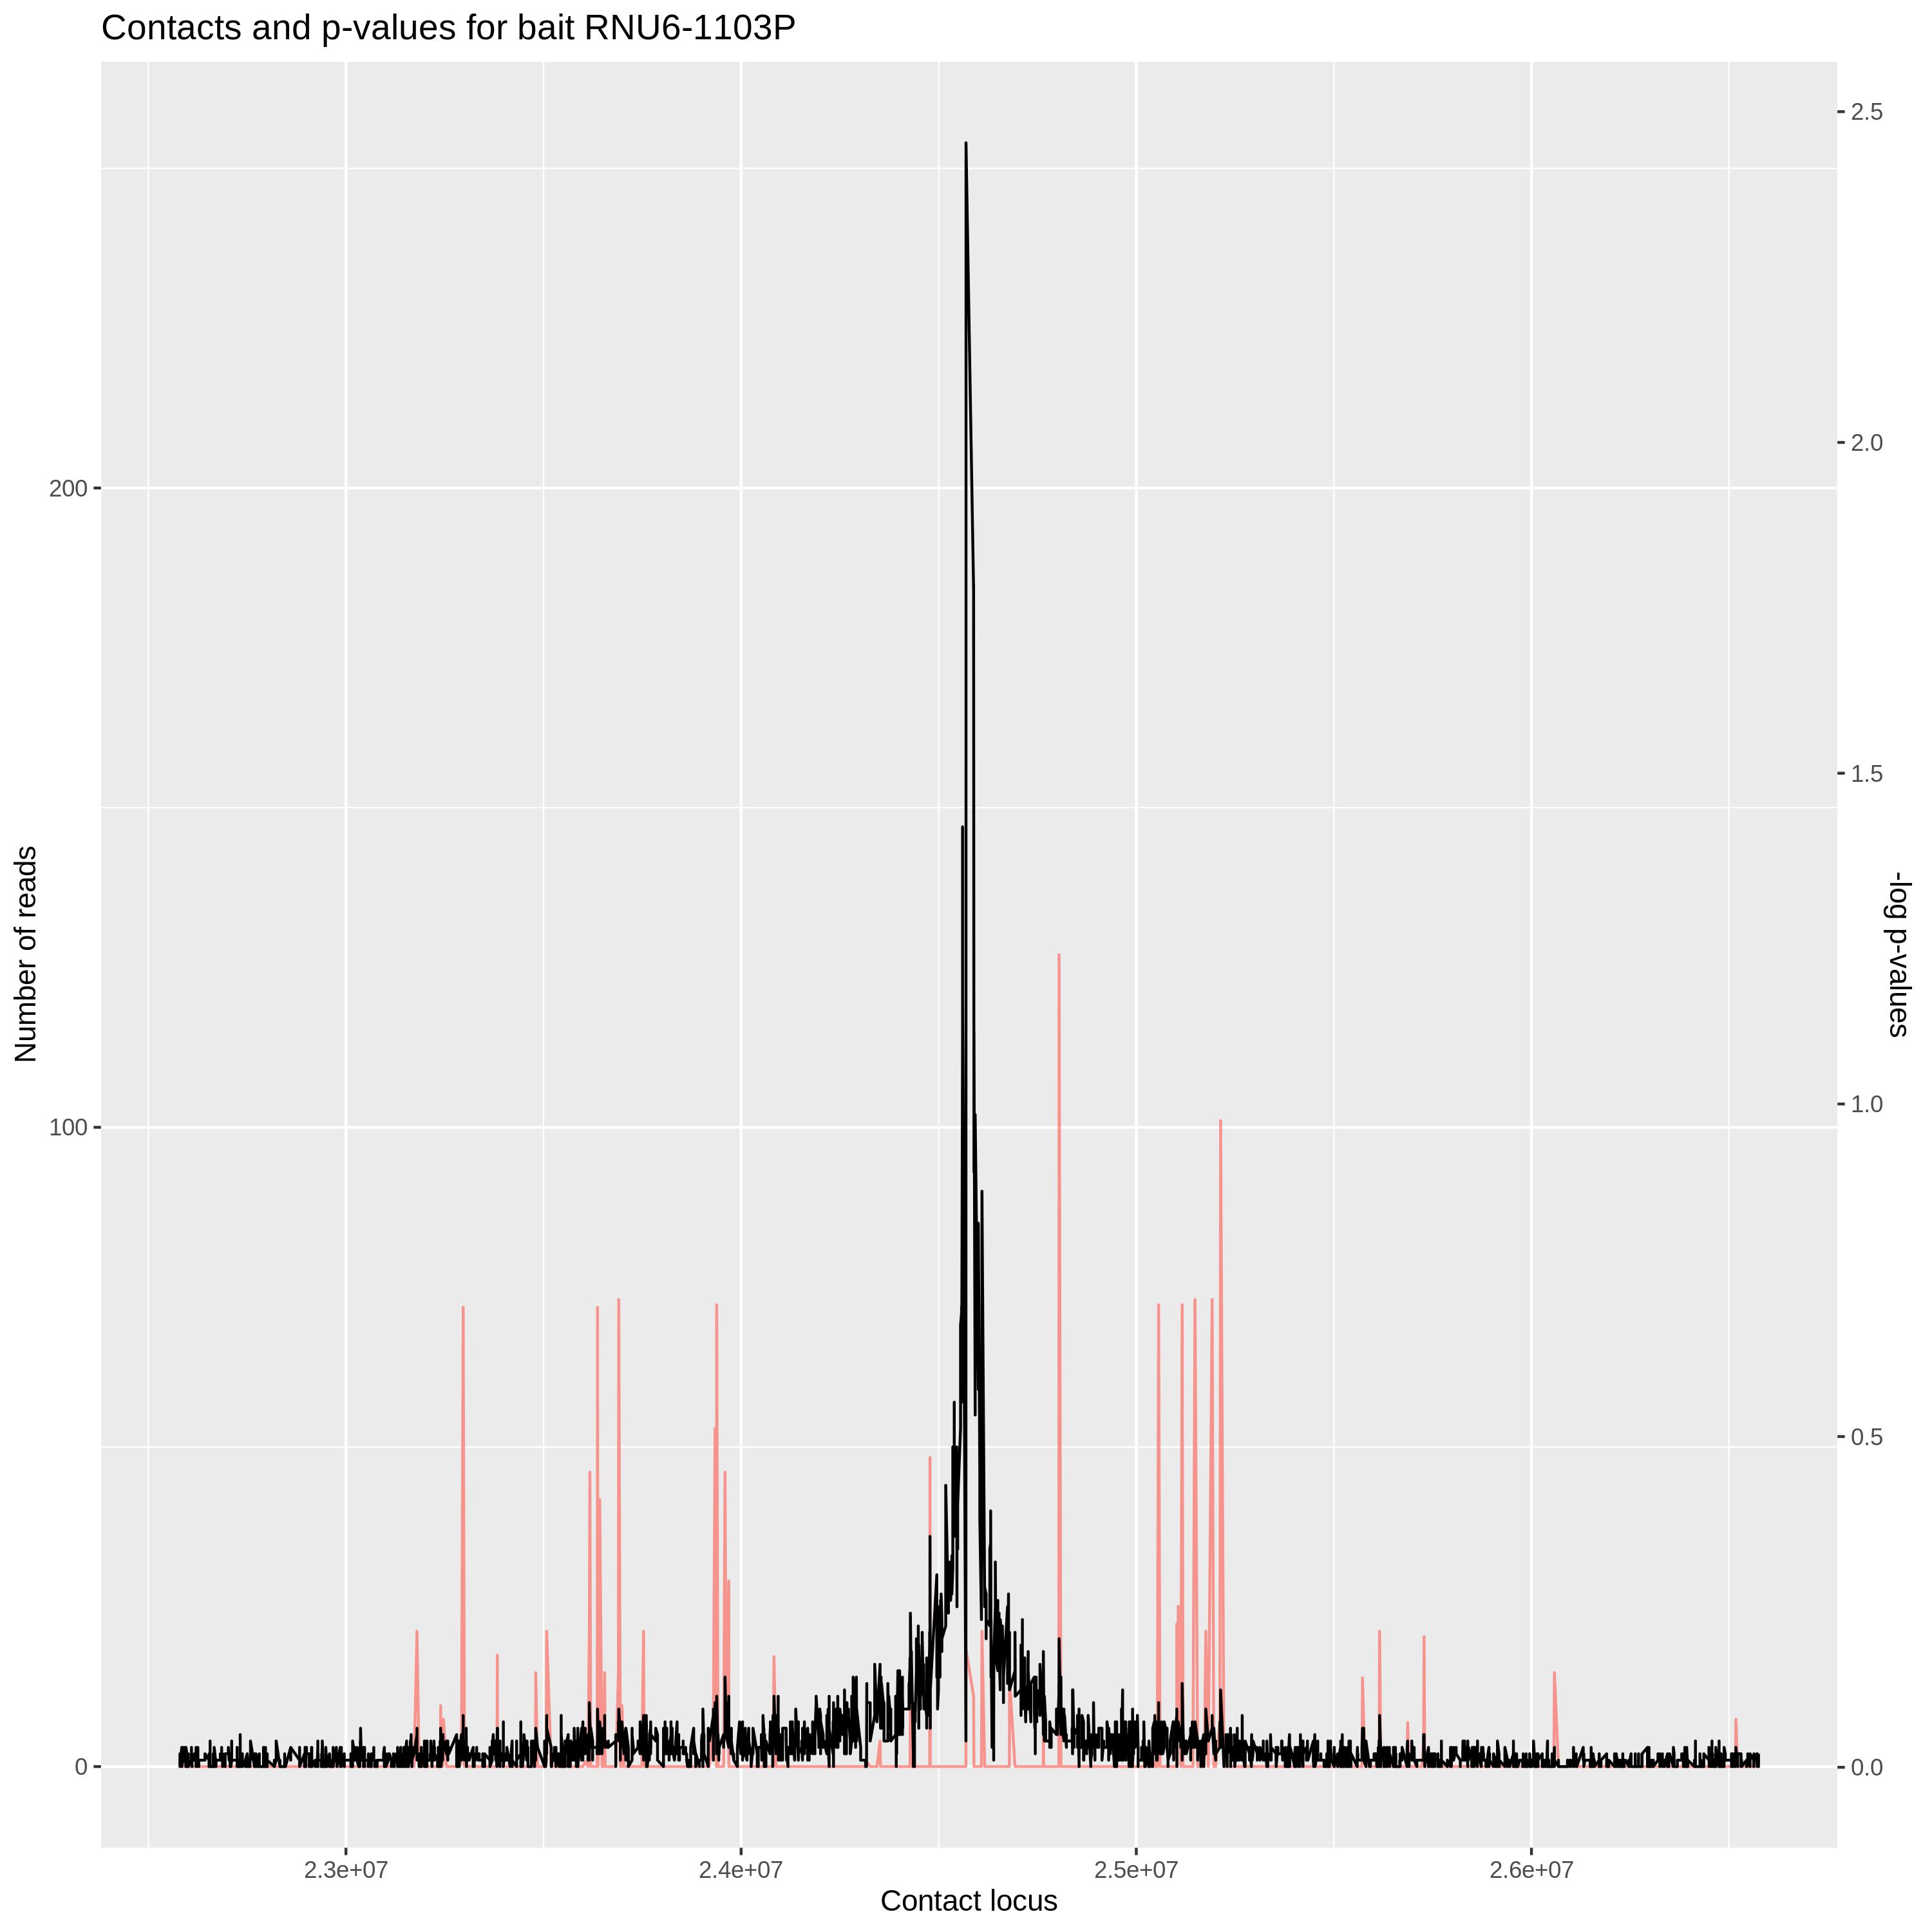 Contacts and p-values for bait RNU6-1103P
2.5
2.0
200
1.5
Number of reads
-log p-values
1.0
100
0.5
0
0.0
2.3e+07 2.4e+07 2.5e+07 2.6e+07
Contact locus